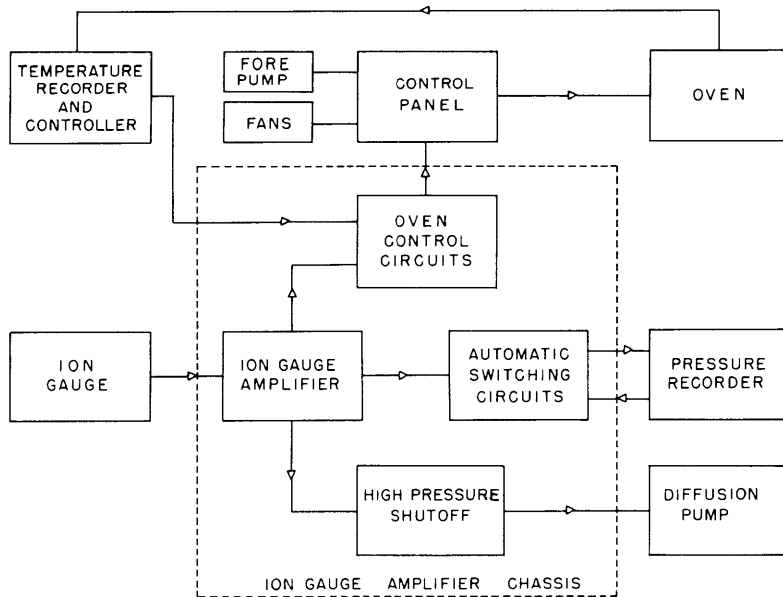 TEMPERATURE
RECORDER
AND
CONTROLLER
FORE
PUMP
FANS
CONTROL
PANEL
OVEN
OVEN
CONTROL
CIRCUITS
ION
GAUGE
ION GAUGE
AMPLIFIER
AUTOMATIC
SWITCHING
CIRCUITS
PRESSURE
RECORDER
HIGH PRESSURE
SHUTOFF
DIFFUSION
PUMP
ION GAUGE AMPLIFIER CHASSIS